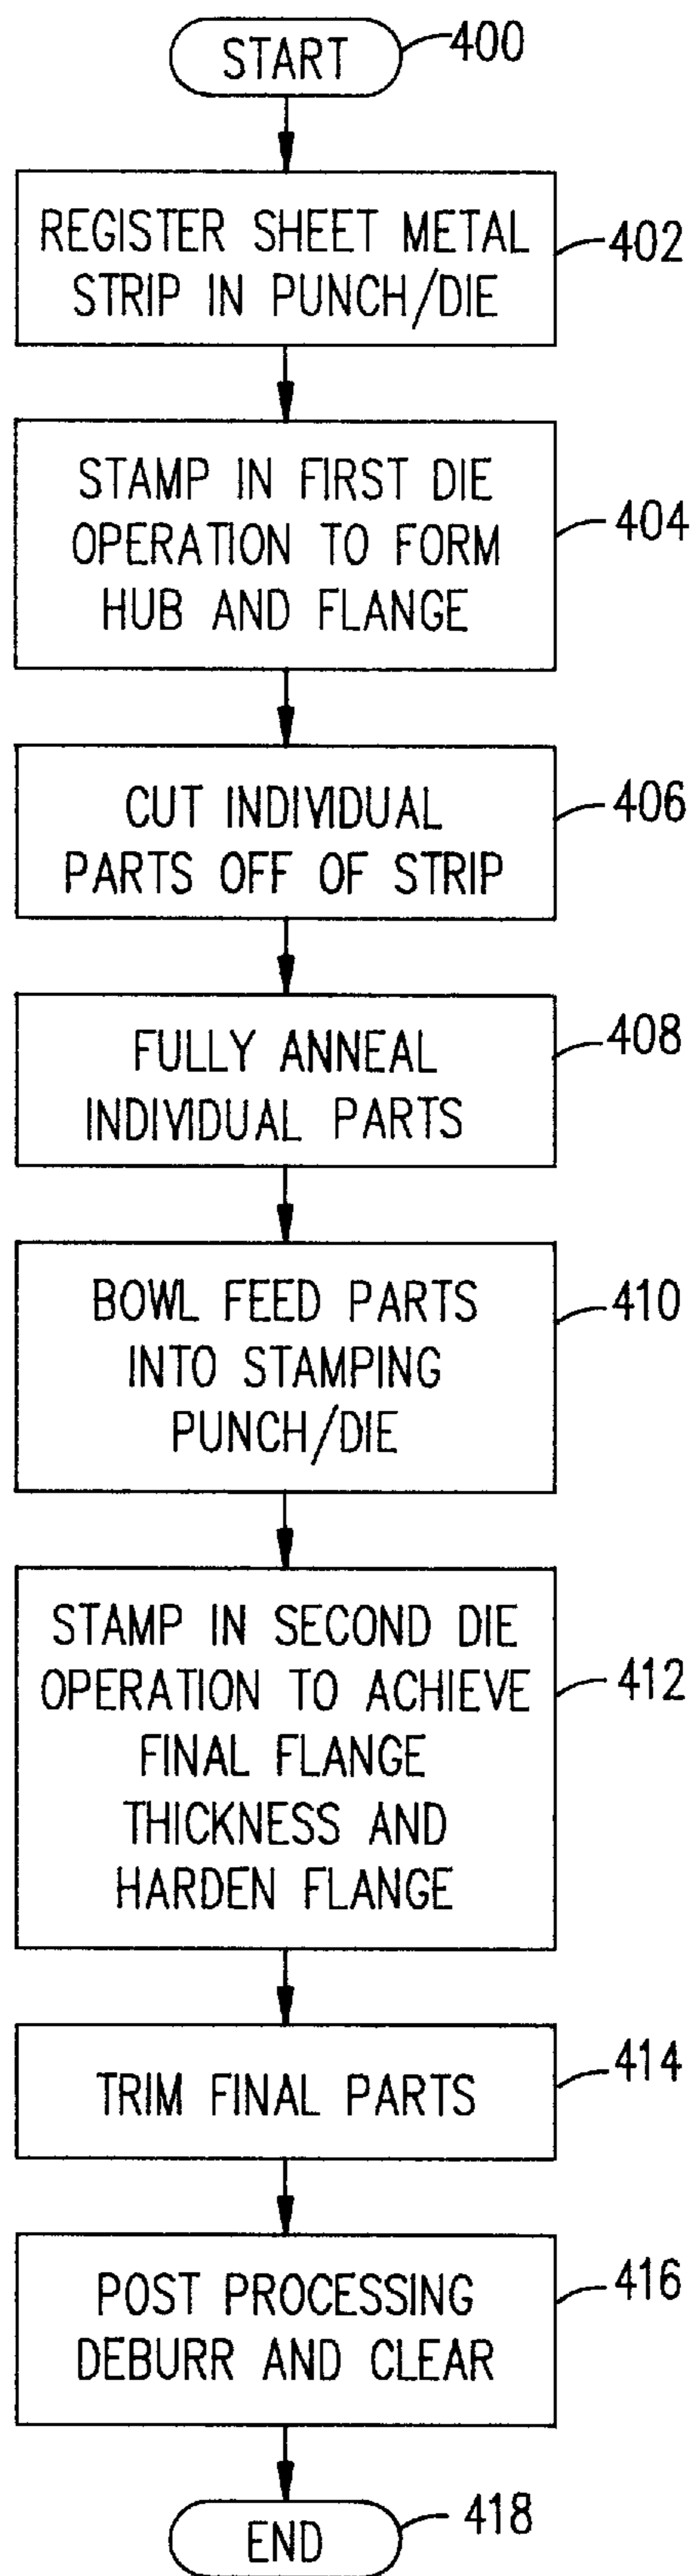 START
400
REGISTER SHEET METAL
STRIP IN PUNCH/DIE
402
STAMP IN FIRST DIE
OPERATION TO FORM
HUB AND FLANGE
404
CUT INDIVIDUAL
PARTS OFF OF STRIP
406
FULLY ANNEAL
INDIVIDUAL PARTS
408
BOWL FEED PARTS
INTO STAMPING
PUNCH/DIE
410
STAMP IN SECOND DIE
OPERATION TO ACHIEVE
FINAL FLANGE
THICKNESS AND
HARDEN FLANGE
412
TRIM FINAL PARTS
414
POST PROCESSING
DEBURR AND CLEAR
416
END
418